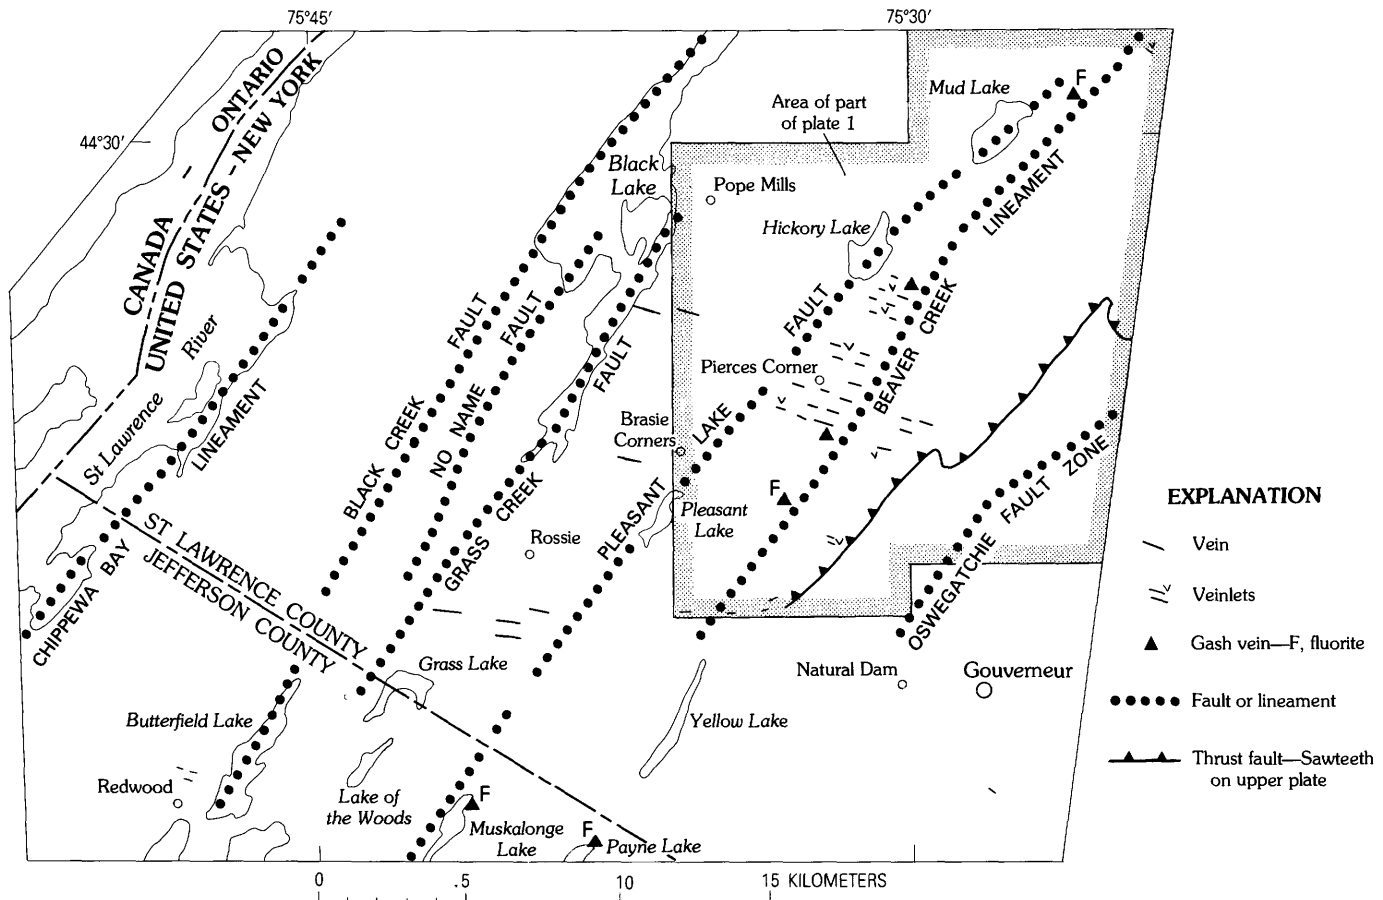 75°45'
75°30'
44°30'
ONTARIO
NEW YORK
CANADA
UNITED STATES -
River
St Lawrence
CHIPPEWA BAY LINEAMENT
ST LAWRENCE COUNTY
JEFFERSON COUNTY
BLACK CREEK FAULT
NO NAME FAULT
GRASS CREEK FAULT
Black
Lake
Area of part
of plate 1
Mud Lake
F
Pope Mills
Hickory Lake
PLEASANT LAKE FAULT
BEAVER CREEK LINEAMENT
Pierces Corner
Brasie
Corners
F
Pleasant
Lake
Rossie
OSWEGATCHIE FAULT ZONE
Grass Lake
Natural Dam
Gouverneur
Butterfield Lake
Yellow Lake
Redwood
Lake of
the Woods
F
Muskalonge
Lake
F
Payne Lake
0 .5 10 15 KILOMETERS
EXPLANATION
Vein
Veinlets
Gash vein—F, fluorite
Fault or lineament
Thrust fault—Sawteeth
on upper plate